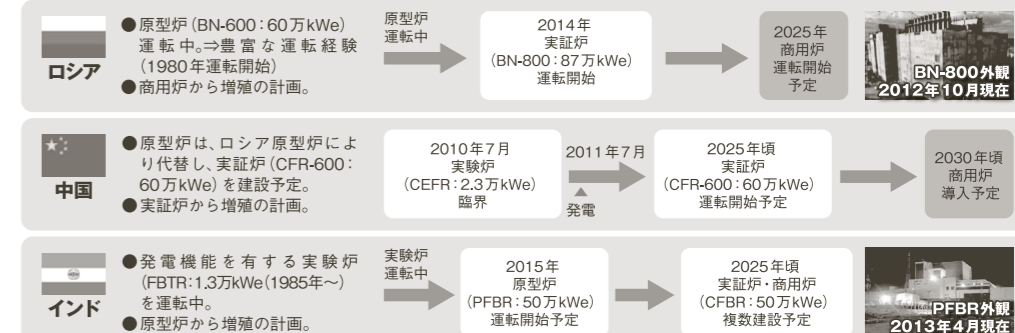 ロシア
●原型炉(BN-600:60万kWe)
運転中。⇒豊富な運転経験
(1980年運転開始)
●商用炉から増殖の計画。
原型炉
運転中
2014年
実証炉
(BN-800:87万kWe)
運転開始
2025年
商用炉
運転開始
予定
BN-800外観
2012年10月現在
中国
●原型炉は、ロシア原型炉によ
り代替し、実証炉(CFR-600:
60万kWe)を建設予定。
●実証炉から増殖の計画。
2010年7月
実験炉
(CEFR:2.3万kWe)
臨界
2011年7月
発電
2025年頃
実証炉
(CFR-600:60万kWe)
運転開始予定
2030年頃
商用炉
導入予定
インド
●発電機能を有する実験炉
(FBTR:1.3万kWe(1985年~)
を運転中。
●原型炉から増殖の計画。
実験炉
運転中
2015年
原型炉
(PFBR:50万kWe)
運転開始予定
2025年頃
実証炉・商用炉
(CFBR:50万kWe)
複数建設予定
PFBR外観
2013年4月現在